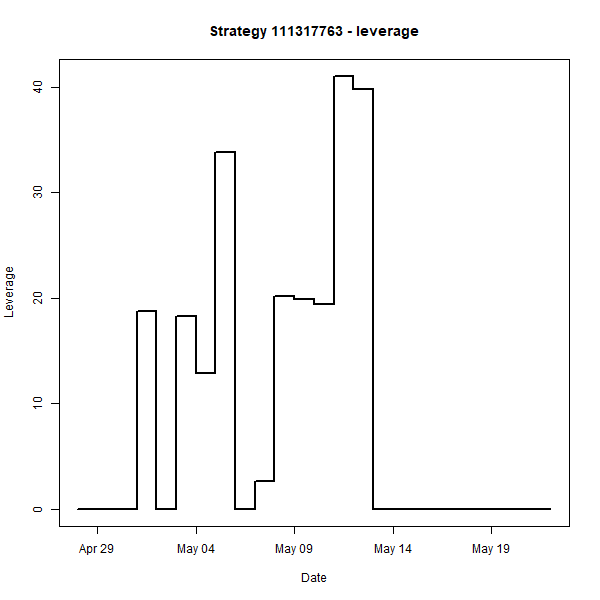 Strategy 111317763 - leverage
40
30
20
10
0
Leverage
Apr 29
May 04
May 09
May 14
May 19
Date